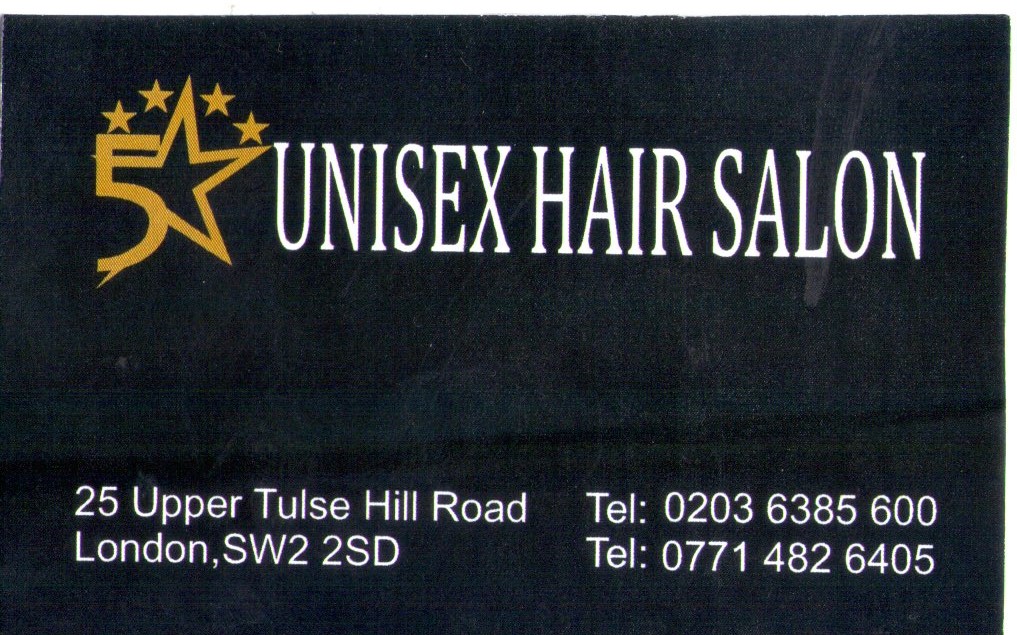 5 UNISEX HAIR SALON
25 Upper Tulse Hill Road
London,SW2 2SD
Tel: 0203 6385 600
Tel: 0771 482 6405